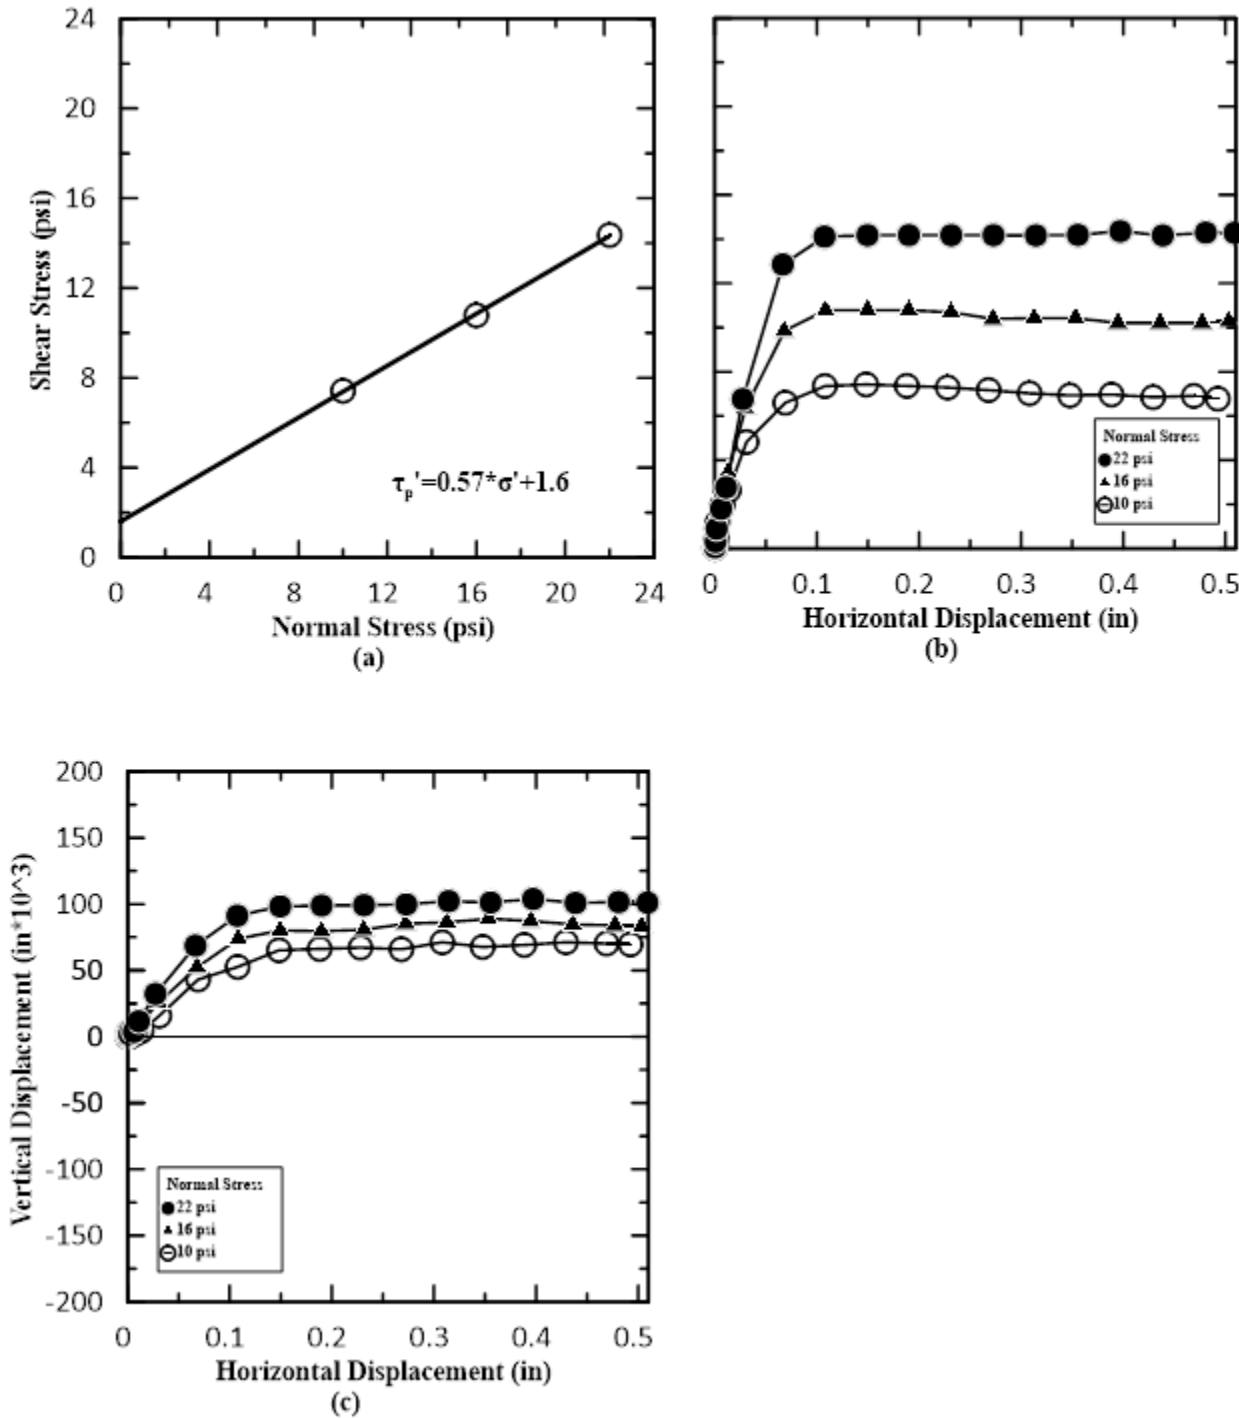 24
20
16
12
8
4
0
Shear Stress (psi)
τp'=0.57*σ'+1.6
0 4 8 12 16 20 24
Normal Stress (psi)
(a)
Normal Stress
22 psi
16 psi
10 psi
0 0.1 0.2 0.3 0.4 0.5
Horizontal Displacement (in)
(b)
200
150
100
50
0
-50
-100
-150
-200
Vertical Displacement (in*10^3)
Normal Stress
22 psi
16 psi
10 psi
0 0.1 0.2 0.3 0.4 0.5
Horizontal Displacement (in)
(c)